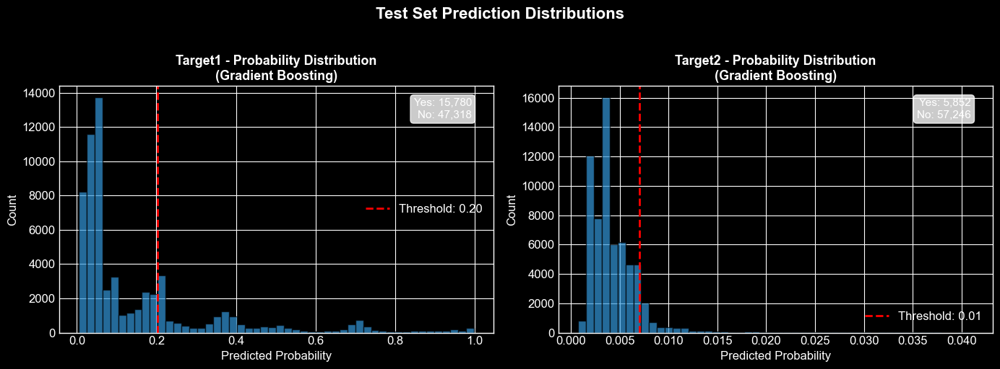 Test Set Prediction Distributions
Target1 - Probability Distribution
(Gradient Boosting)
14000
12000
10000
8000
6000
4000
2000
0
Count
Yes: 15,780
No: 47,318
Threshold: 0.20
0.0
0.2
0.4
0.6
0.8
1.0
Predicted Probability
Target2 - Probability Distribution
(Gradient Boosting)
16000
14000
12000
10000
8000
6000
4000
2000
0
Count
Yes: 5,852
No: 57,246
Threshold: 0.01
0.000
0.005
0.010
0.015
0.020
0.025
0.030
0.035
0.040
Predicted Probability